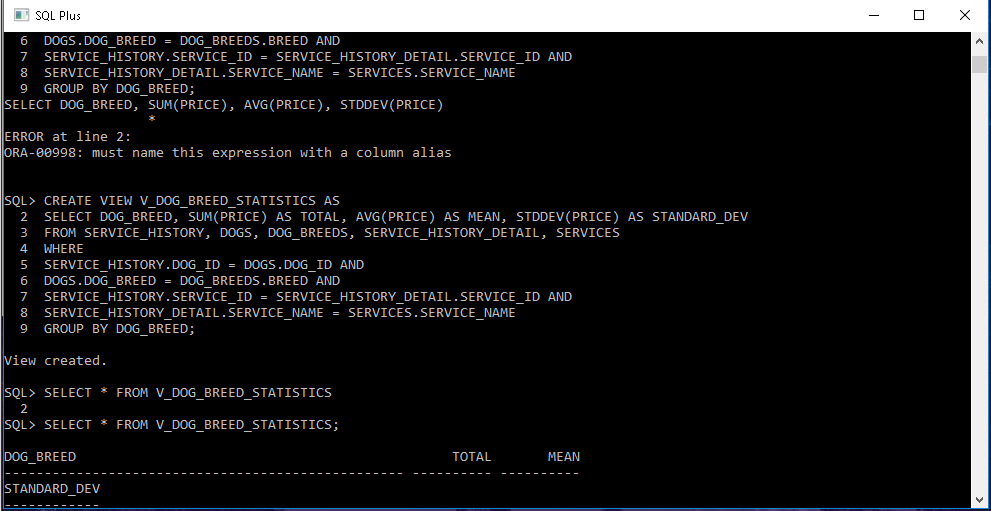 SQL Plus
  6  DOGS.DOG_BREED = DOG_BREEDS.BREED AND
  7  SERVICE_HISTORY.SERVICE_ID = SERVICE_HISTORY_DETAIL.SERVICE_ID AND
  8  SERVICE_HISTORY_DETAIL.SERVICE_NAME = SERVICES.SERVICE_NAME
  9  GROUP BY DOG_BREED;
SELECT DOG_BREED, SUM(PRICE), AVG(PRICE), STDDEV(PRICE)
                  *
ERROR at line 2:
ORA-00998: must name this expression with a column alias
SQL> CREATE VIEW V_DOG_BREED_STATISTICS AS
  2  SELECT DOG_BREED, SUM(PRICE) AS TOTAL, AVG(PRICE) AS MEAN, STDDEV(PRICE) AS STANDARD_DEV
  3  FROM SERVICE_HISTORY, DOGS, DOG_BREEDS, SERVICE_HISTORY_DETAIL, SERVICES
  4  WHERE
  5  SERVICE_HISTORY.DOG_ID = DOGS.DOG_ID AND
  6  DOGS.DOG_BREED = DOG_BREEDS.BREED AND
  7  SERVICE_HISTORY.SERVICE_ID = SERVICE_HISTORY_DETAIL.SERVICE_ID AND
  8  SERVICE_HISTORY_DETAIL.SERVICE_NAME = SERVICES.SERVICE_NAME
  9  GROUP BY DOG_BREED;
View created.
SQL> SELECT * FROM V_DOG_BREED_STATISTICS
  2
SQL> SELECT * FROM V_DOG_BREED_STATISTICS;
DOG_BREED                                               TOTAL       MEAN
-------------------------------------------------- ---------- ----------
STANDARD_DEV
------------